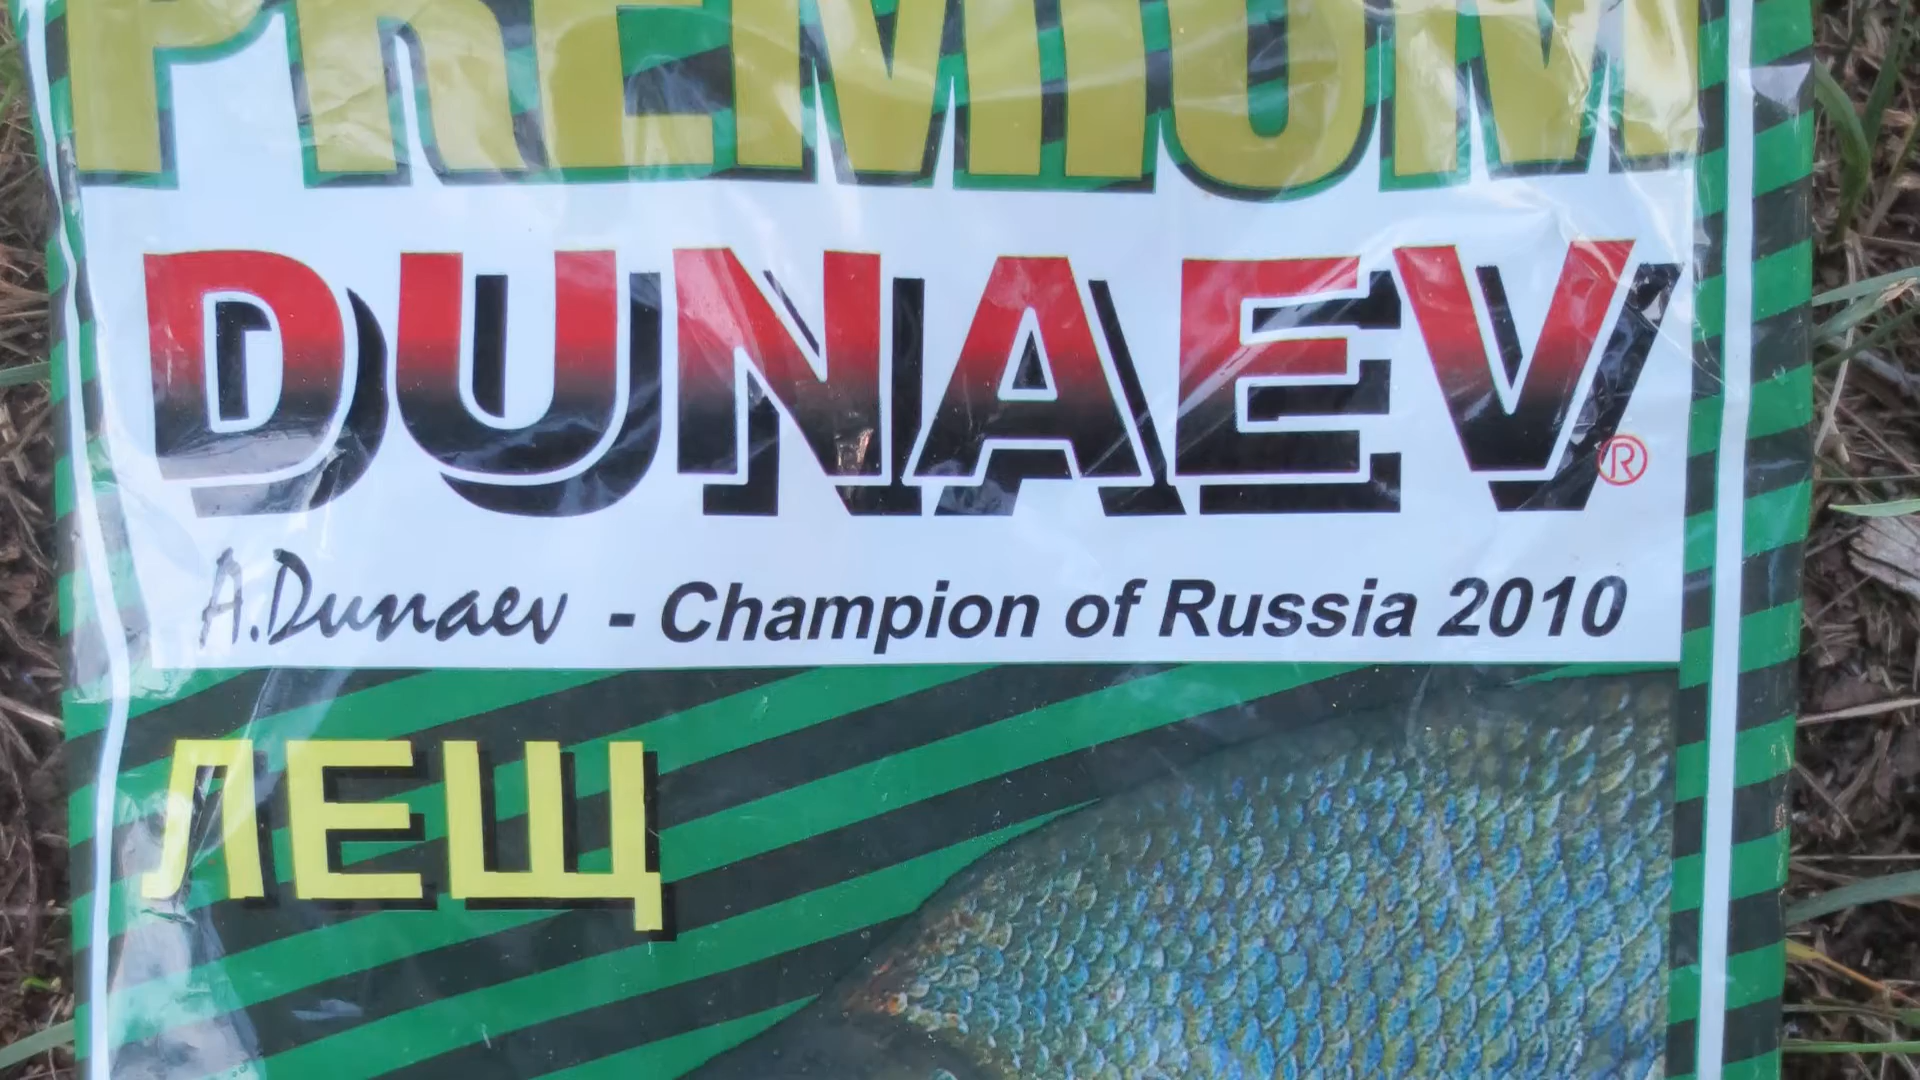 PREMIUM
DUNAEV®
A.Dunaev - Champion of Russia 2010
ЛЕЩ